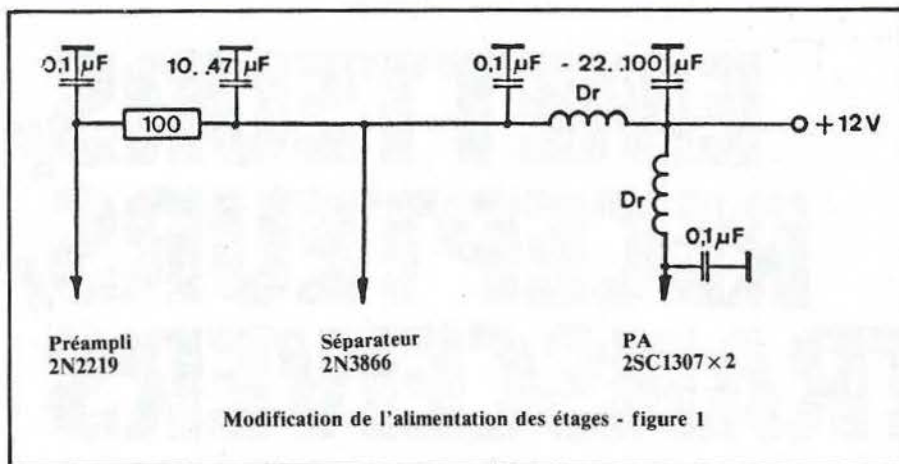 0,1 µF 10..47 µF 0,1 µF - 22..100 µF
Dr
100
+12V
Dr
0,1 µF
Préampli Séparateur PA
2N2219 2N3866 2SC1307×2
Modification de l'alimentation des étages - figure 1